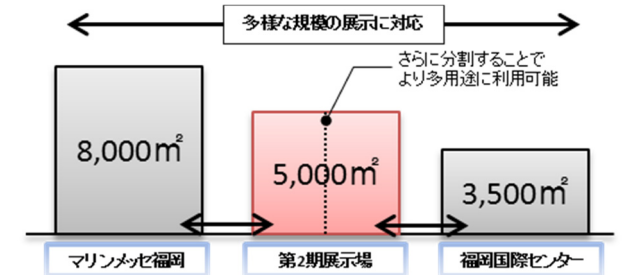 多様な規模の展示に対応
さらに分割することで
より多用途に利用可能
8,000㎡
5,000㎡
3,500㎡
マリンメッセ福岡
第2期展示場
福岡国際センター